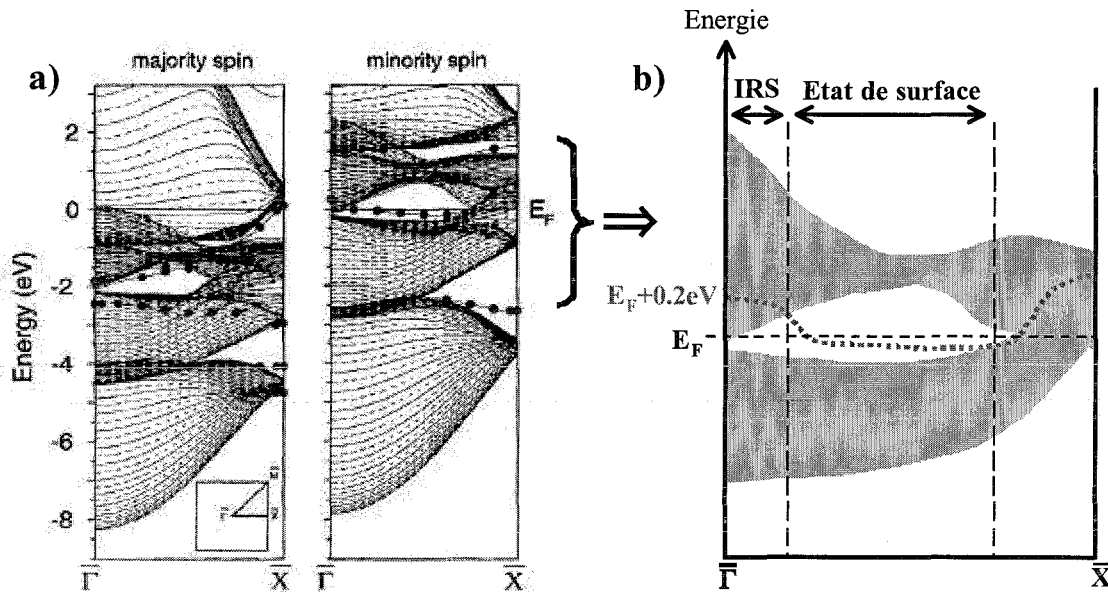 a)
majority spin
minority spin
Energy (eV)
2
0
-2
-4
-6
-8
Γ̄
X̄
Γ̄
X̄
E_F
b)
Energie
IRS
Etat de surface
E_F+0.2eV
E_F
Γ̄
X̄